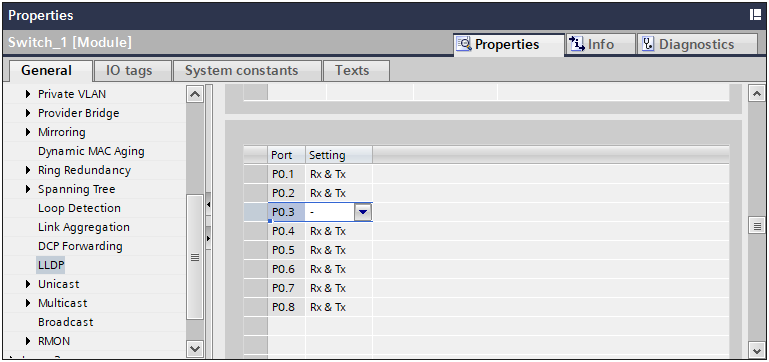 Properties
Switch_1 [Module]
Properties
Info
Diagnostics
General
IO tags
System constants
Texts
Private VLAN
Provider Bridge
Mirroring
Dynamic MAC Aging
Ring Redundancy
Spanning Tree
Loop Detection
Link Aggregation
DCP Forwarding
LLDP
Unicast
Multicast
Broadcast
RMON
Port Setting
P0.1 Rx & Tx
P0.2 Rx & Tx
P0.3 -
P0.4 Rx & Tx
P0.5 Rx & Tx
P0.6 Rx & Tx
P0.7 Rx & Tx
P0.8 Rx & Tx